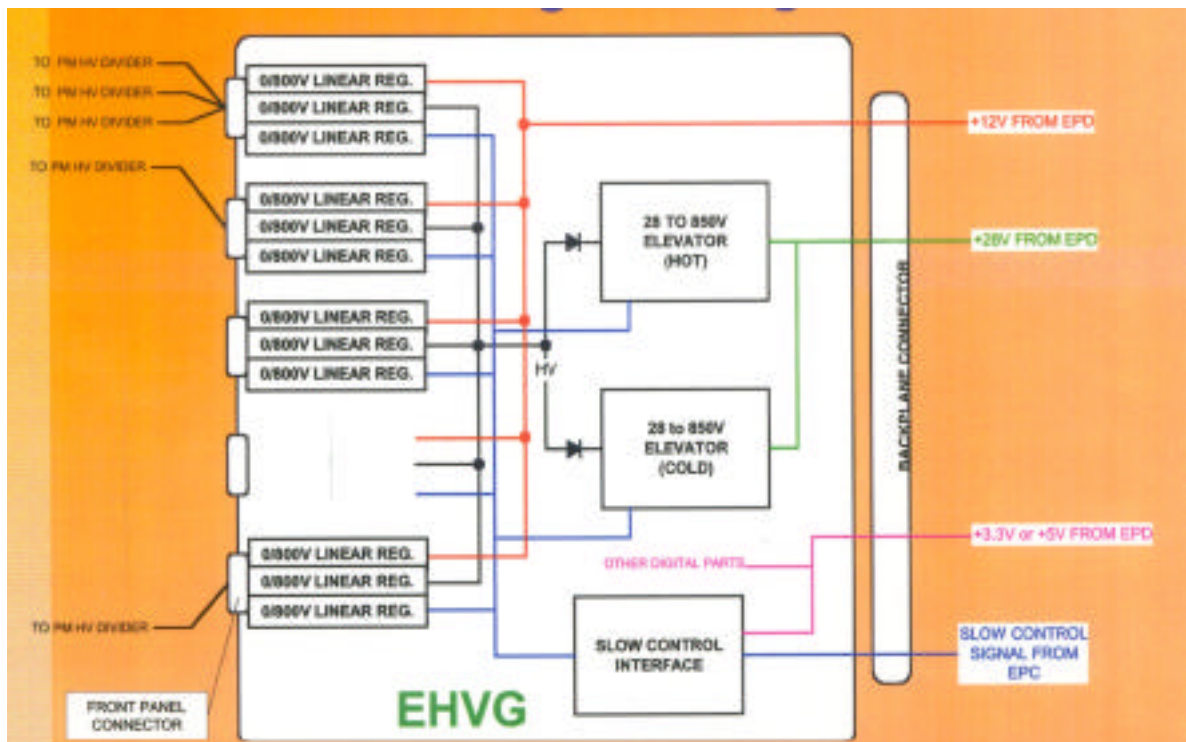 TO PM HV DIVIDER
TO PM HV DIVIDER
TO PM HV DIVIDER
TO PM HV DIVIDER
0/800V LINEAR REG.
0/800V LINEAR REG.
0/800V LINEAR REG.
0/800V LINEAR REG.
0/800V LINEAR REG.
0/800V LINEAR REG.
0/800V LINEAR REG.
0/800V LINEAR REG.
0/800V LINEAR REG.
0/800V LINEAR REG.
0/800V LINEAR REG.
0/800V LINEAR REG.
TO PM HV DIVIDER
FRONT PANEL
CONNECTOR
HV
28 TO 850V
ELEVATOR
(HOT)
28 to 850V
ELEVATOR
(COLD)
OTHER DIGITAL PARTS
SLOW CONTROL
INTERFACE
EHVG
BACKPLANE CONNECTOR
+12V FROM EPD
+28V FROM EPD
+3.3V or +5V FROM EPD
SLOW CONTROL
SIGNAL FROM
EPC